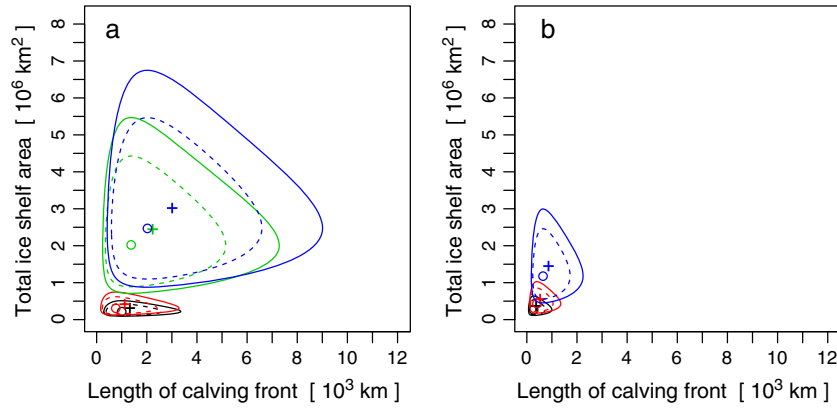 a
Total ice shelf area [ 10⁶ km² ]
8
7
6
5
4
3
2
1
0
0 2 4 6 8 10 12
Length of calving front [ 10³ km ]
b
Total ice shelf area [ 10⁶ km² ]
8
7
6
5
4
3
2
1
0
0 2 4 6 8 10 12
Length of calving front [ 10³ km ]